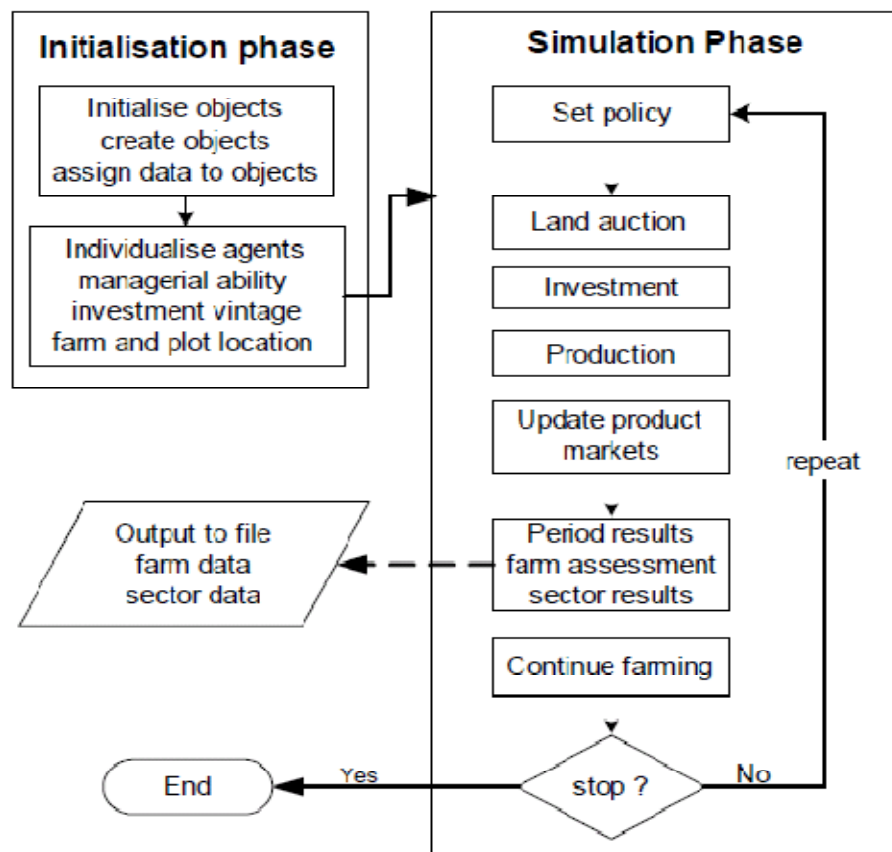 Initialisation phase
Initialise objects
create objects
assign data to objects
Individualise agents
managerial ability
investment vintage
farm and plot location
Simulation Phase
Set policy
Land auction
Investment
Production
Update product
markets
repeat
Period results
farm assessment
sector results
Output to file
farm data
sector data
Continue farming
stop ?
No
Yes
End